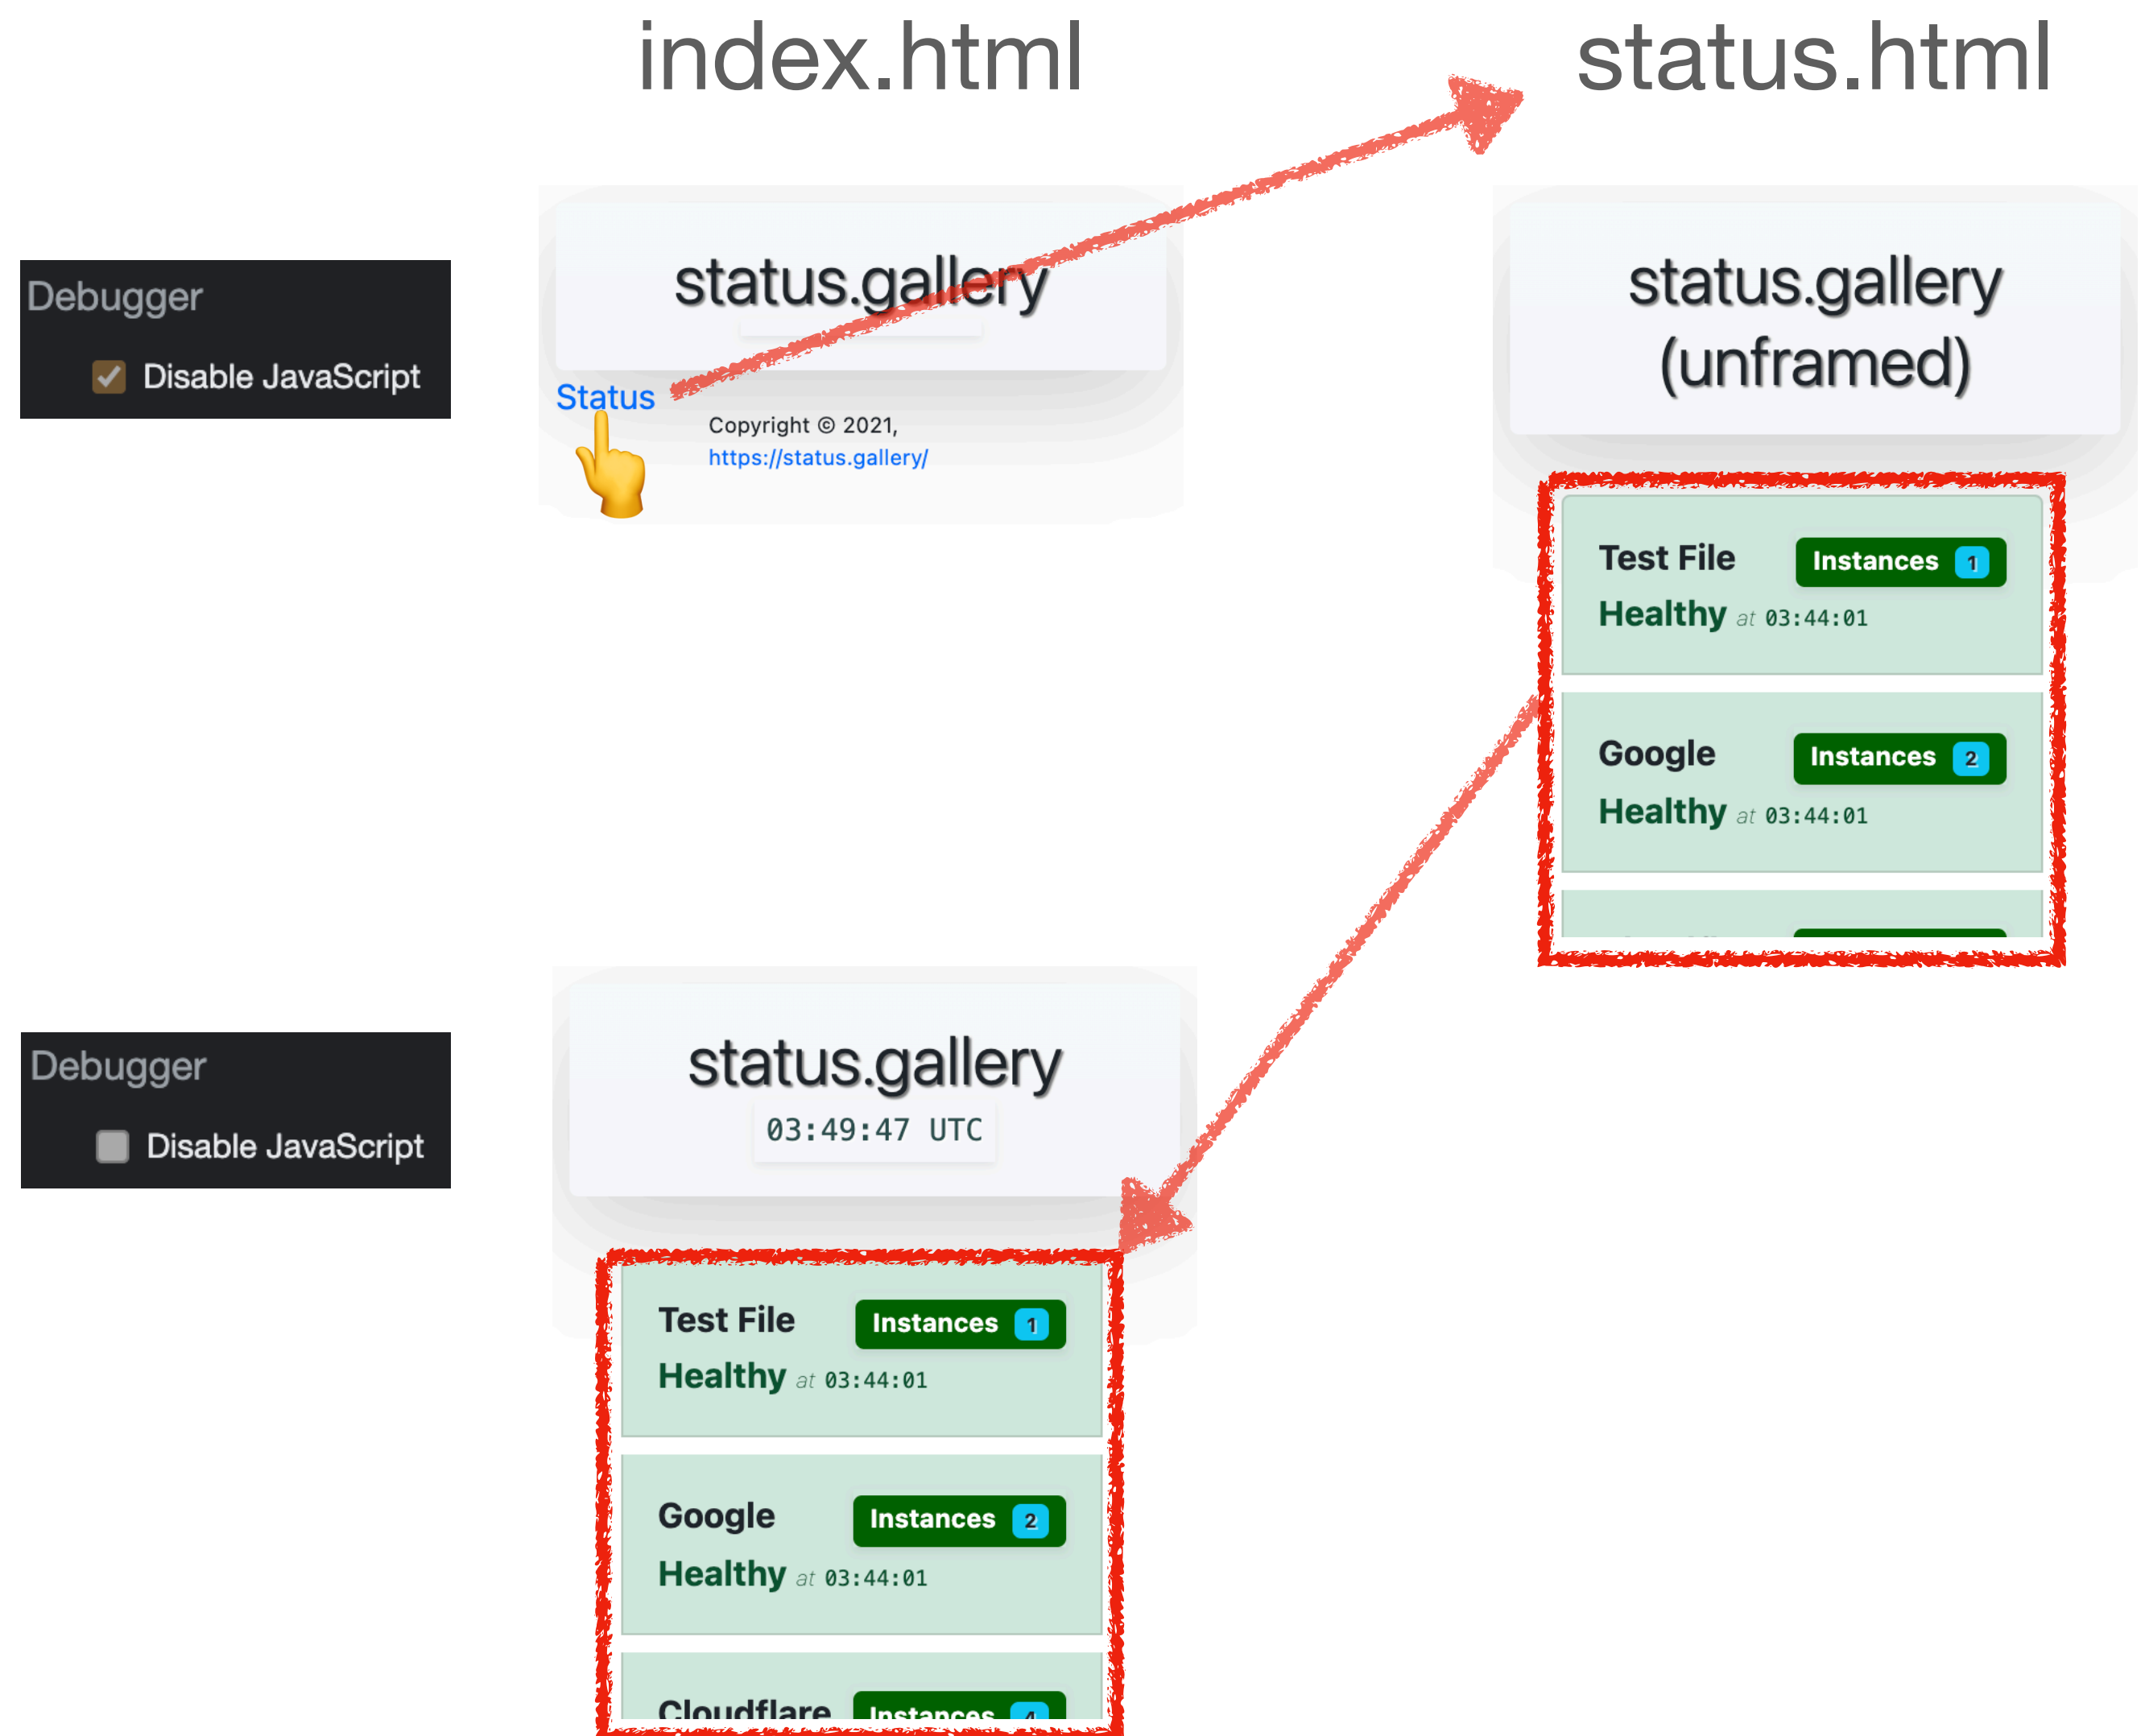 index.html
status.html
Debugger
Disable JavaScript
status.gallery
Status
Copyright © 2021,
https://status.gallery/
status.gallery
(unframed)
Test File Instances 1
Healthy at 03:44:01
Google Instances 2
Healthy at 03:44:01
Debugger
Disable JavaScript
status.gallery
03:49:47 UTC
Test File Instances 1
Healthy at 03:44:01
Google Instances 2
Healthy at 03:44:01
Cloudflare Instances 4